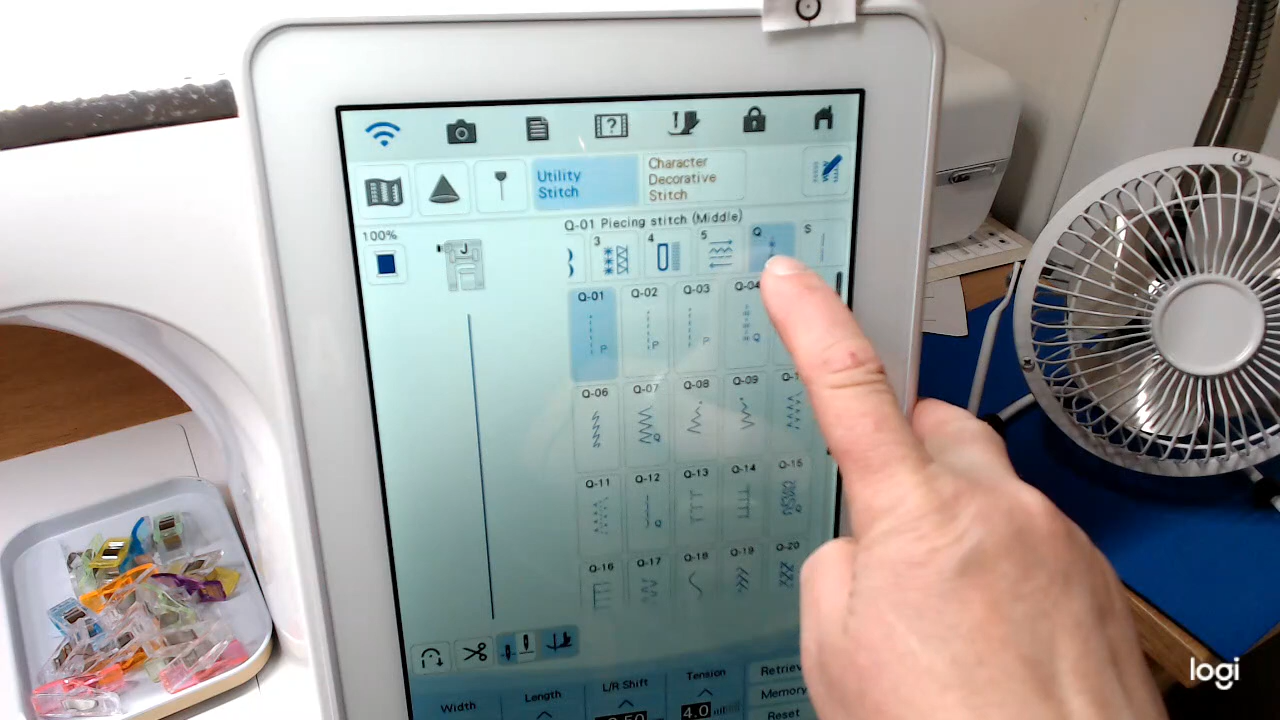 Utility
Stitch
Character
Decorative
Stitch
Q-01 Piecing stitch (Middle)
100%
J
3
4
5
Q
S
Q-01
Q-02
Q-03
Q-04
P
P
P
Q
Q-06
Q-07
Q-08
Q-09
Q
Q-11
Q-12
Q-13
Q-14
Q-15
Q
Q-16
Q-17
Q-18
Q-19
Q-20
Width
Length
L/R Shift
Tension
4.0
Retrieve
Memory
Reset
logi